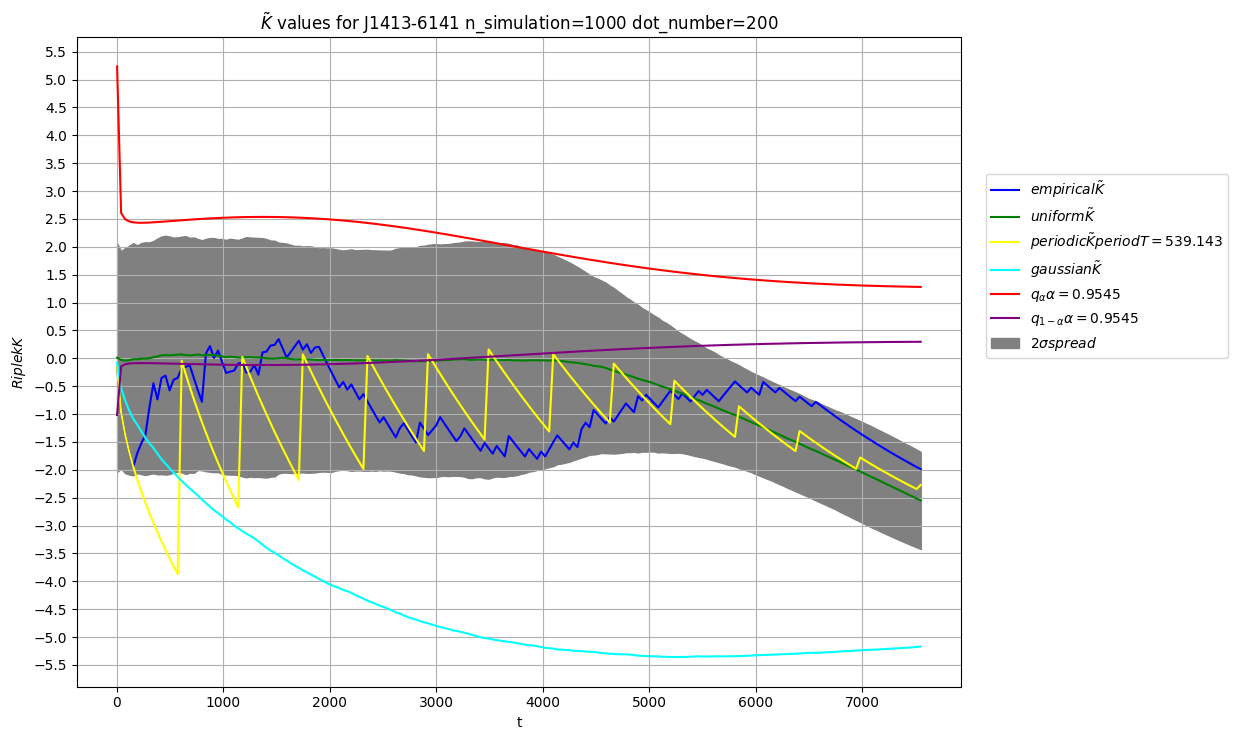 K̃ values for J1413-6141 n_simulation=1000 dot_number=200
RiplekK
5.5
5.0
4.5
4.0
3.5
3.0
2.5
2.0
1.5
1.0
0.5
0.0
−0.5
−1.0
−1.5
−2.0
−2.5
−3.0
−3.5
−4.0
−4.5
−5.0
−5.5
0 1000 2000 3000 4000 5000 6000 7000
t
empiricalK̃
uniformK̃
periodicK̃periodT = 539.143
gaussianK̃
qαα = 0.9545
q1−αα = 0.9545
2σspread